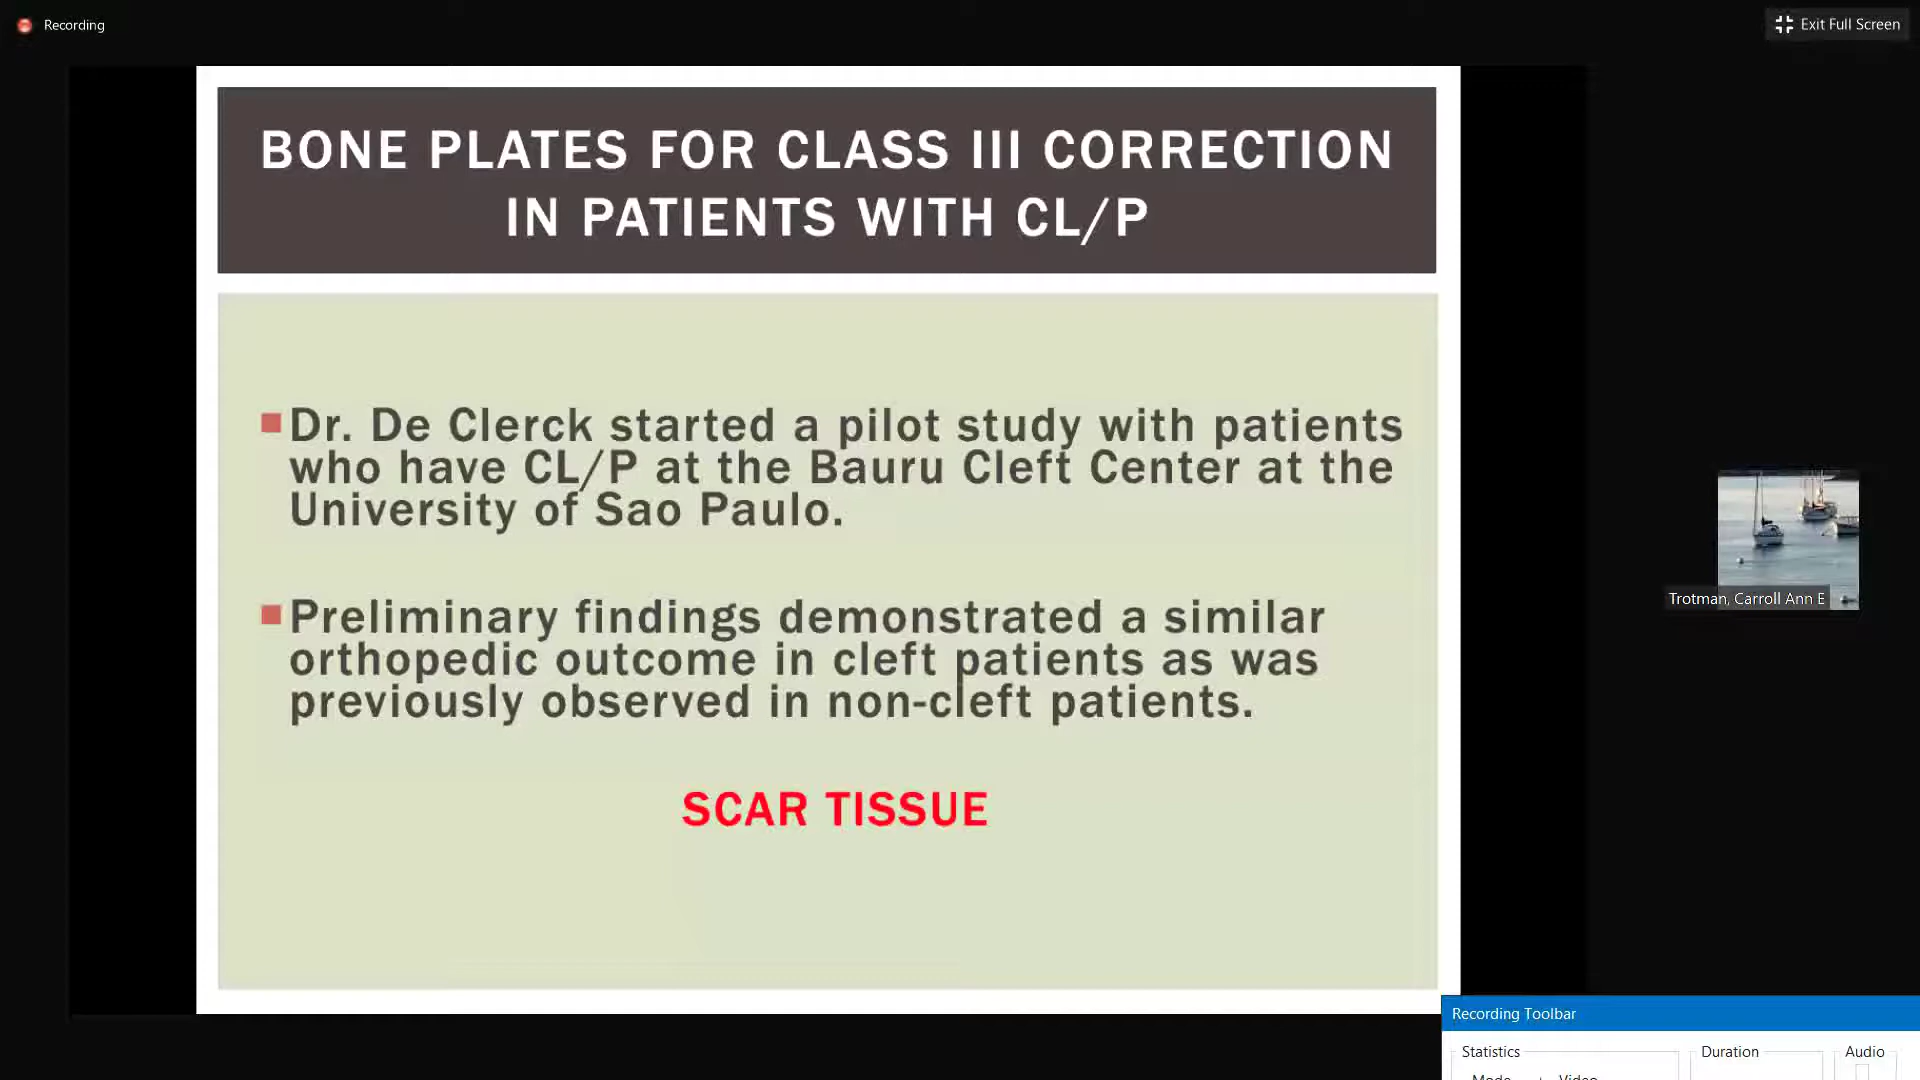 Recording
Exit Full Screen
BONE PLATES FOR CLASS III CORRECTION
IN PATIENTS WITH CL/P
Dr. De Clerck started a pilot study with patients
who have CL/P at the Bauru Cleft Center at the
University of Sao Paulo.
Preliminary findings demonstrated a similar
orthopedic outcome in cleft patients as was
previously observed in non-cleft patients.
SCAR TISSUE
Trotman, Carroll Ann E
Recording Toolbar
Statistics
Duration
Audio
Mode
Video